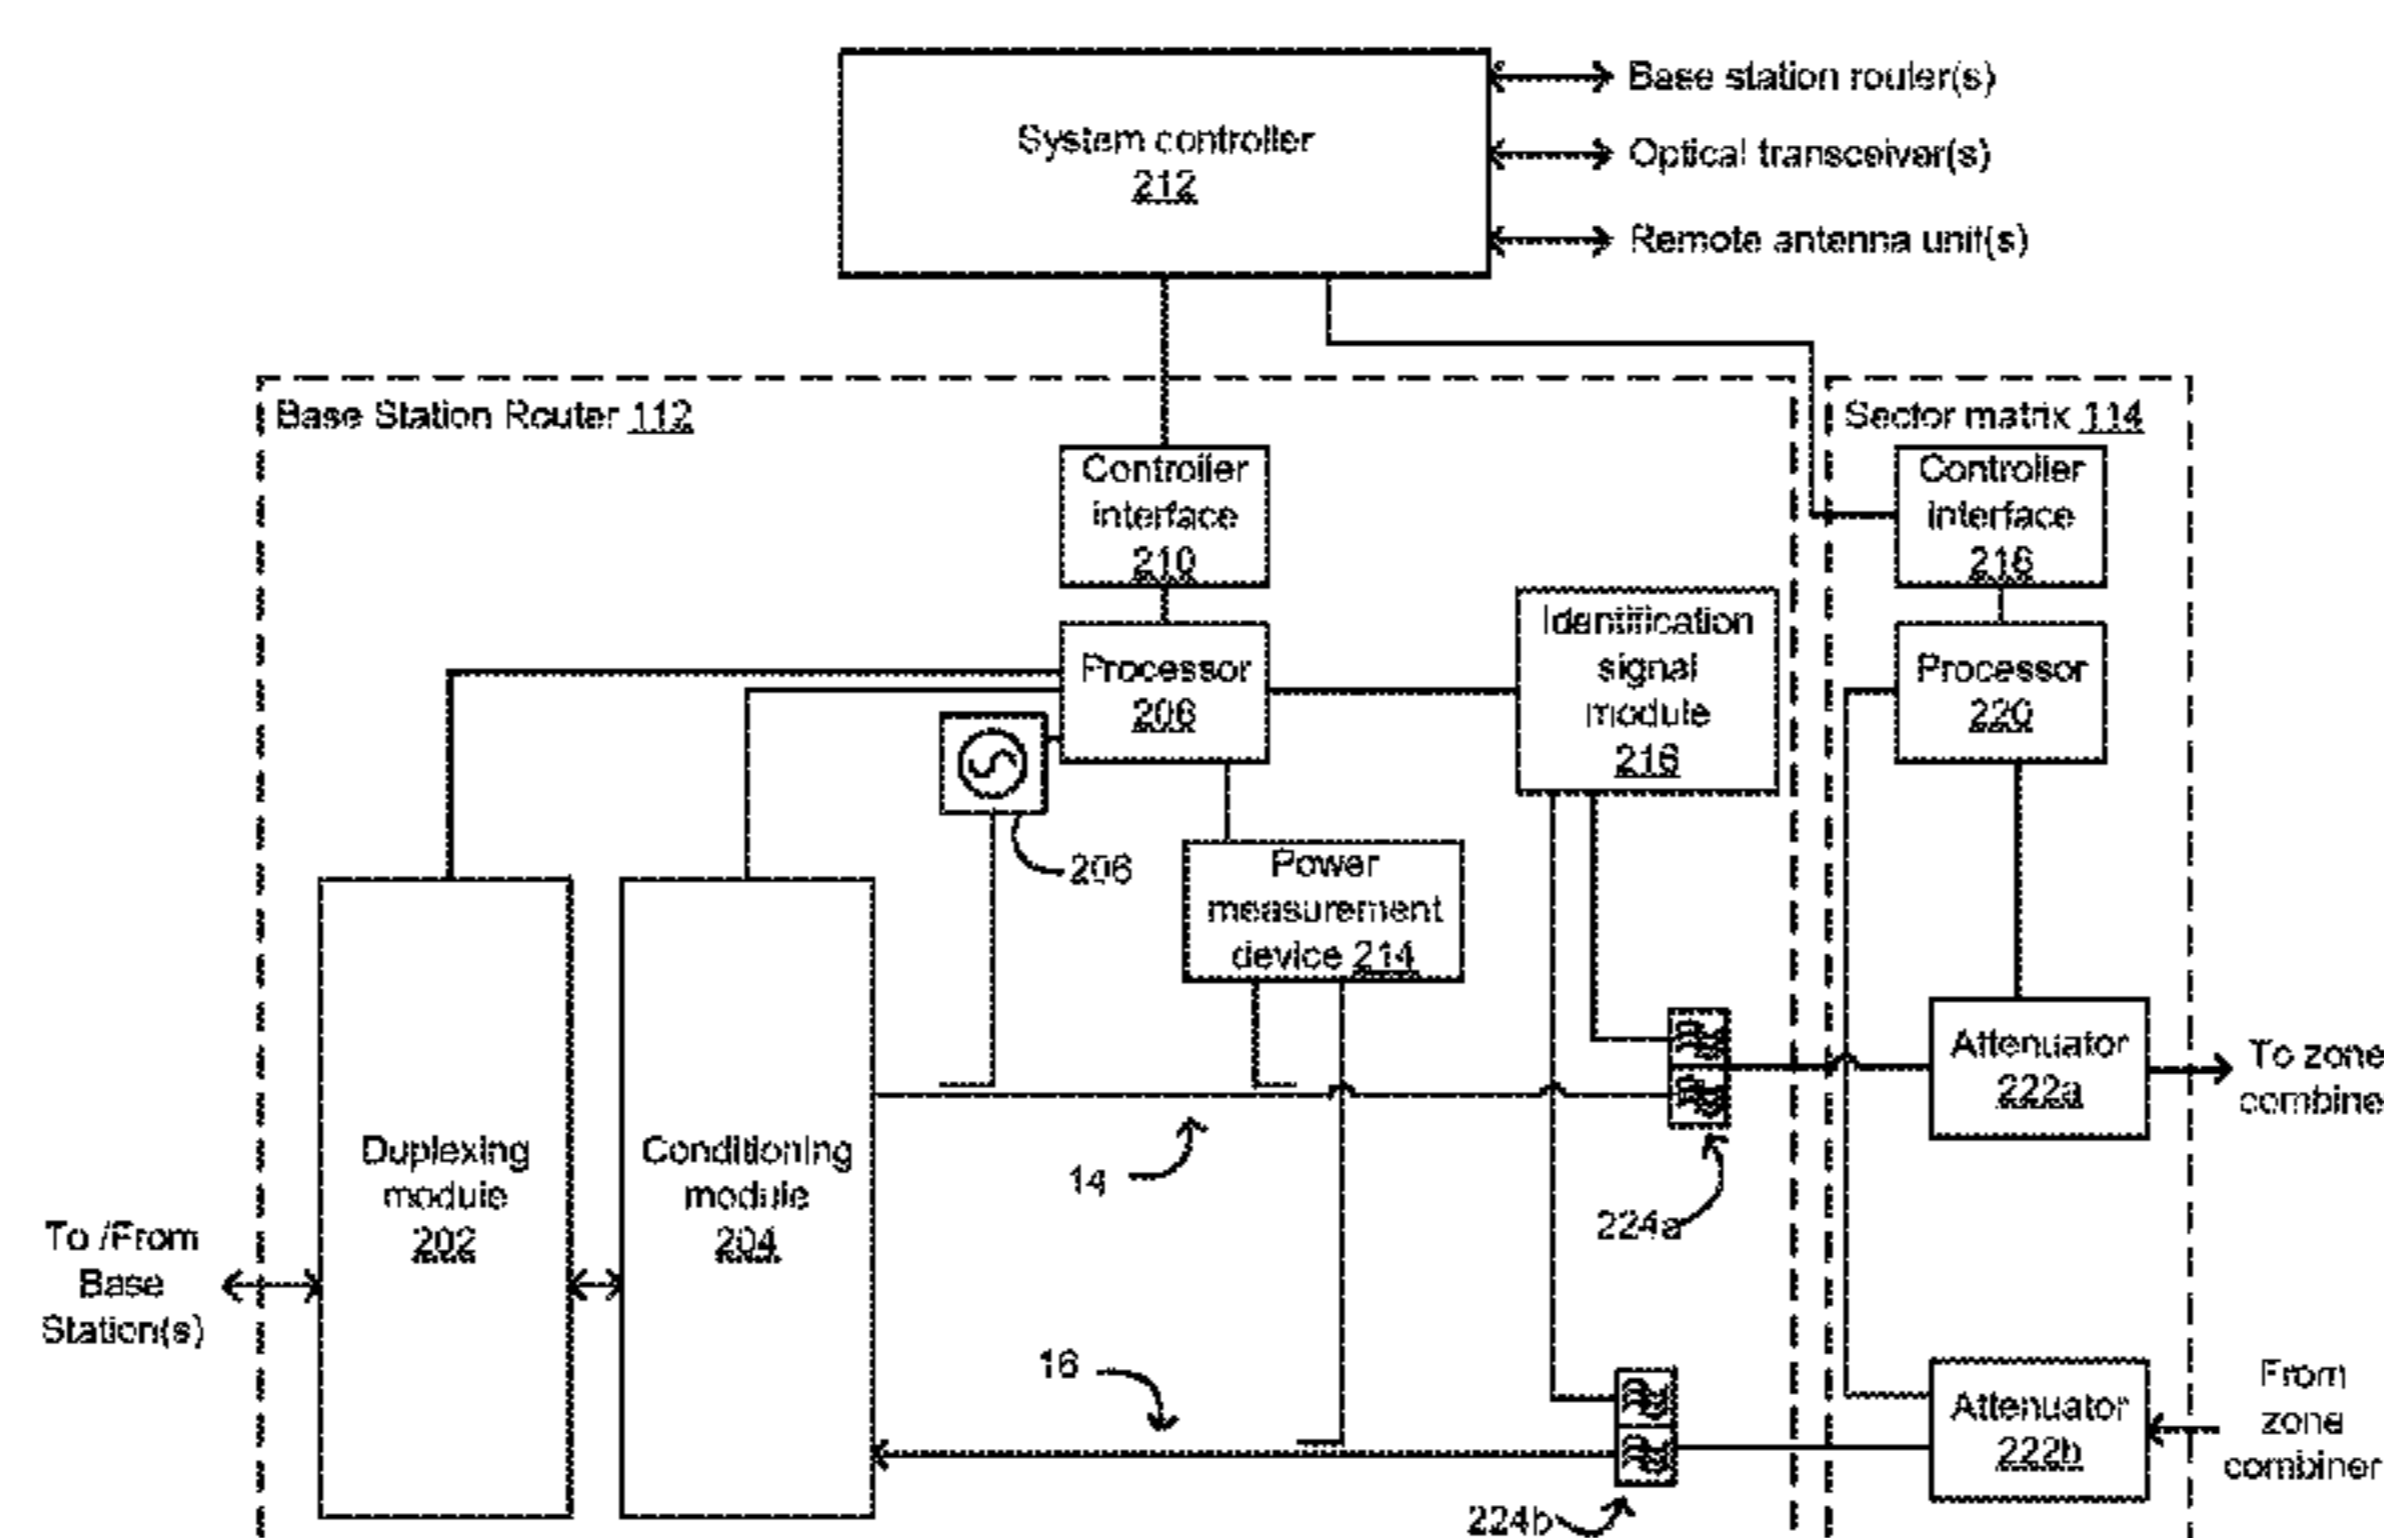 Base station router(s)
System controller
212
Optical transceiver(s)
Remote antenna unit(s)
Base Station Router 112
Sector matrix 114
Controller
interface
210
Controller
interface
216
Identification
signal
module
216
Processor
206
Processor
220
206
Power
measurement
device 214
Attenuator
222a
To zone
combine
14
224a
Duplexing
module
202
Conditioning
module
204
To /From
Base
Station(s)
16
Attenuator
222b
From
zone
combiner
224b